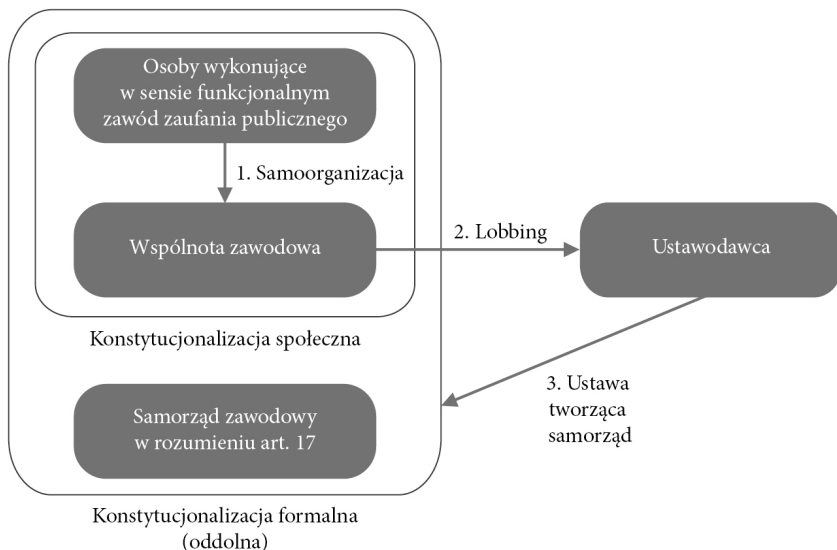 Osoby wykonujące
w sensie funkcjonalnym
zawód zaufania publicznego
1. Samoorganizacja
Wspólnota zawodowa
2. Lobbing
Ustawodawca
Konstytucjonalizacja społeczna
3. Ustawa
tworząca
samorząd
Samorząd zawodowy
w rozumieniu art. 17
Konstytucjonalizacja formalna
(oddolna)